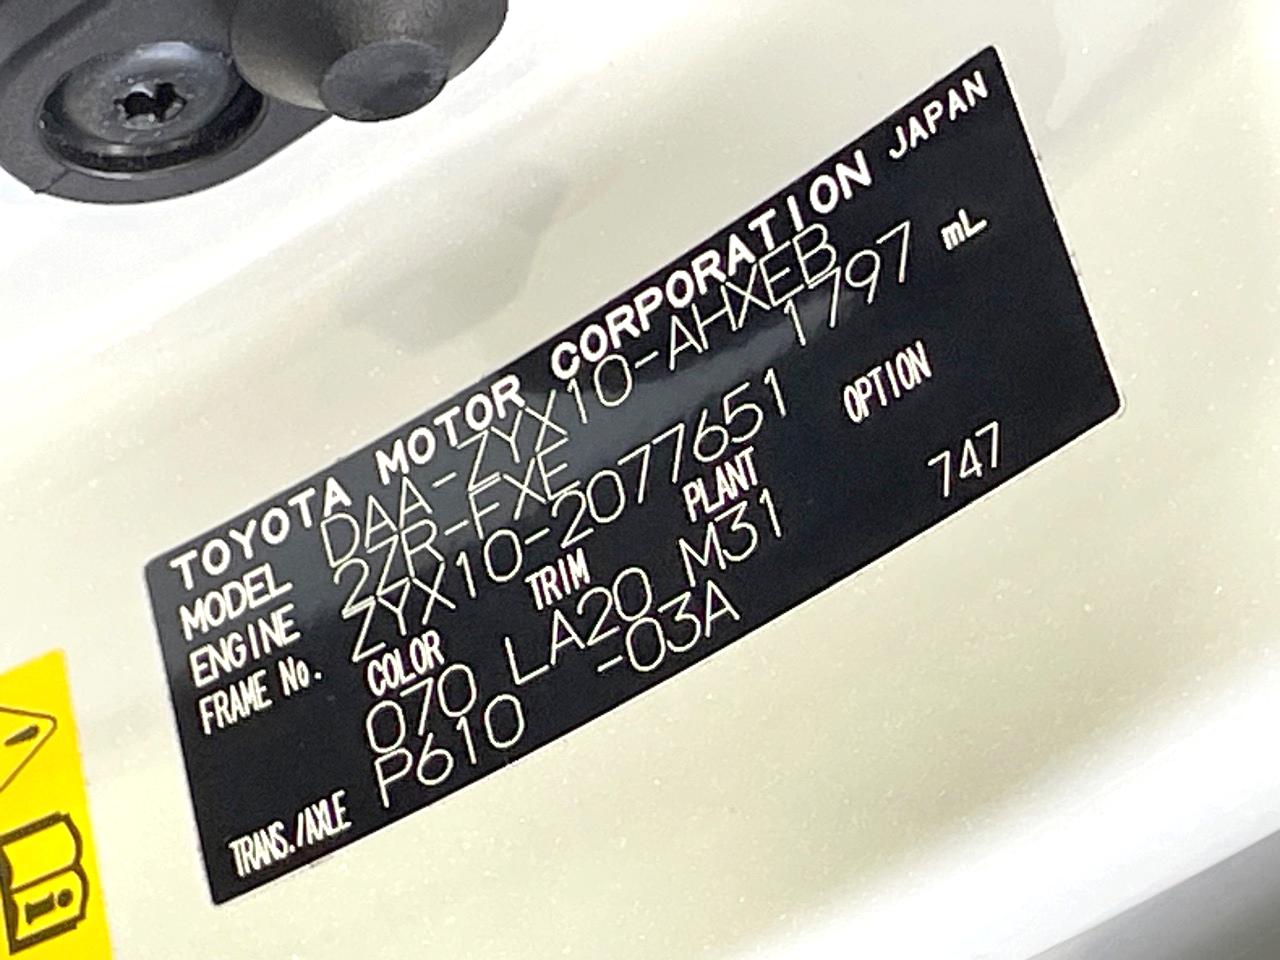 TOYOTA MOTOR CORPORATION JAPAN
MODEL DAA-ZYX10-AHXEB
ENGINE 2ZR-FXE 1797 mL
FRAME No. ZYX10-2077651
COLOR TRIM PLANT OPTION
070 LA20 M31 747
TRANS./AXLE P610 -03A